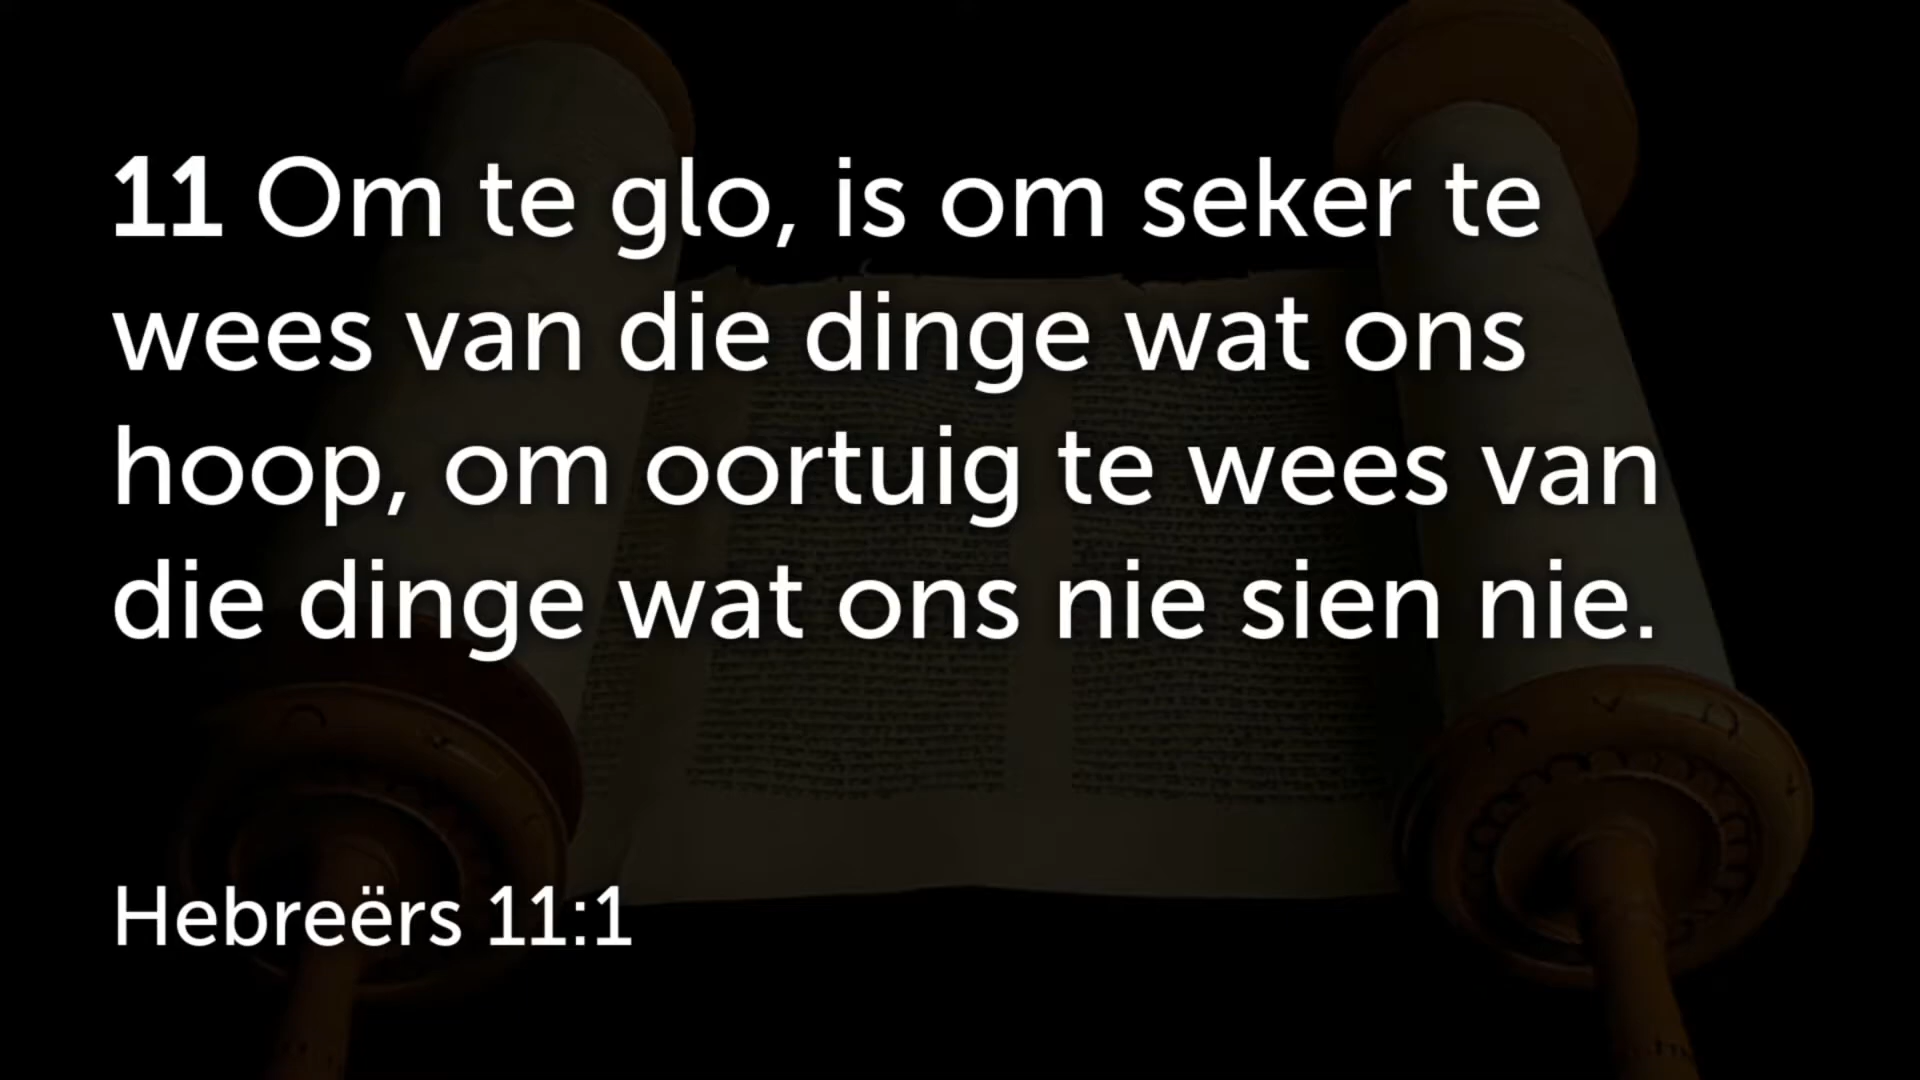 11 Om te glo, is om seker te
wees van die dinge wat ons
hoop, om oortuig te wees van
die dinge wat ons nie sien nie.
Hebreërs 11:1